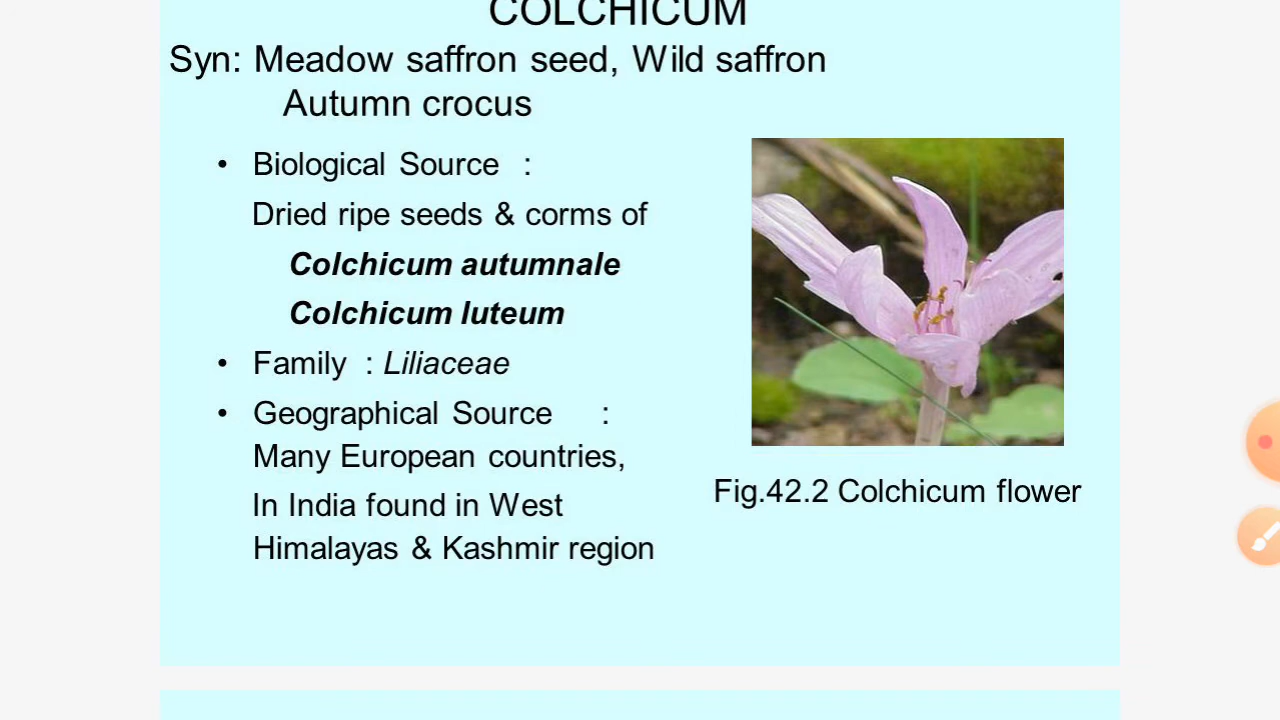 COLCHICUM
Syn: Meadow saffron seed, Wild saffron
Autumn crocus
• Biological Source :
Dried ripe seeds & corms of
Colchicum autumnale
Colchicum luteum
• Family : Liliaceae
• Geographical Source :
Many European countries,
In India found in West
Himalayas & Kashmir region
Fig.42.2 Colchicum flower